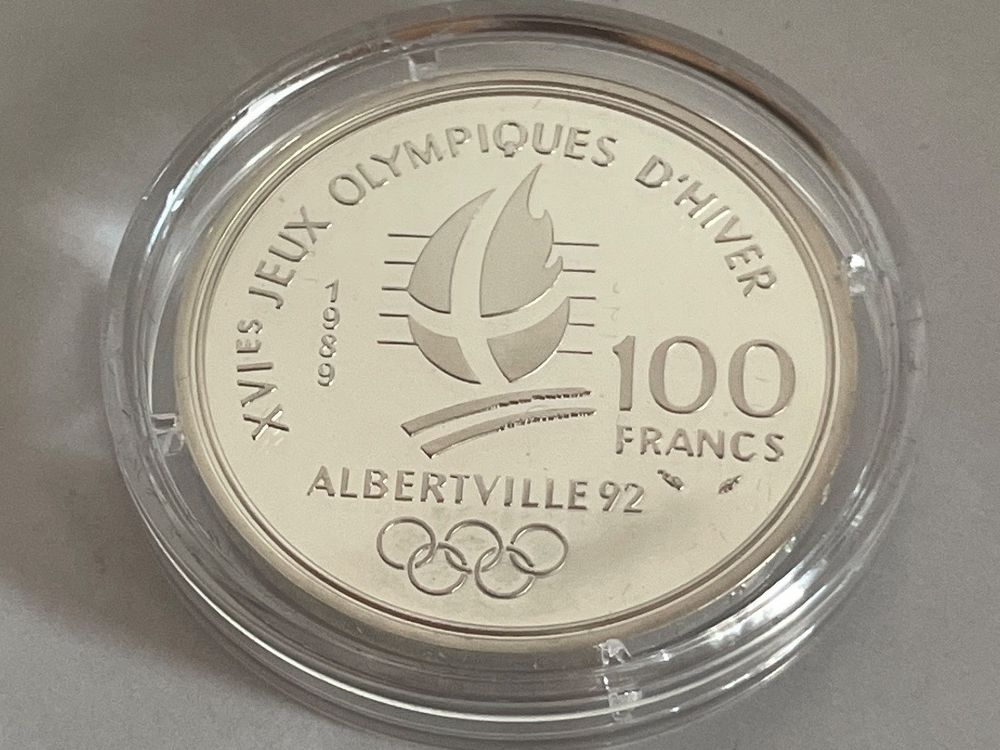 XVIES JEUX OLYMPIQUES D'HIVER
1989
100
FRANCS
ALBERTVILLE 92